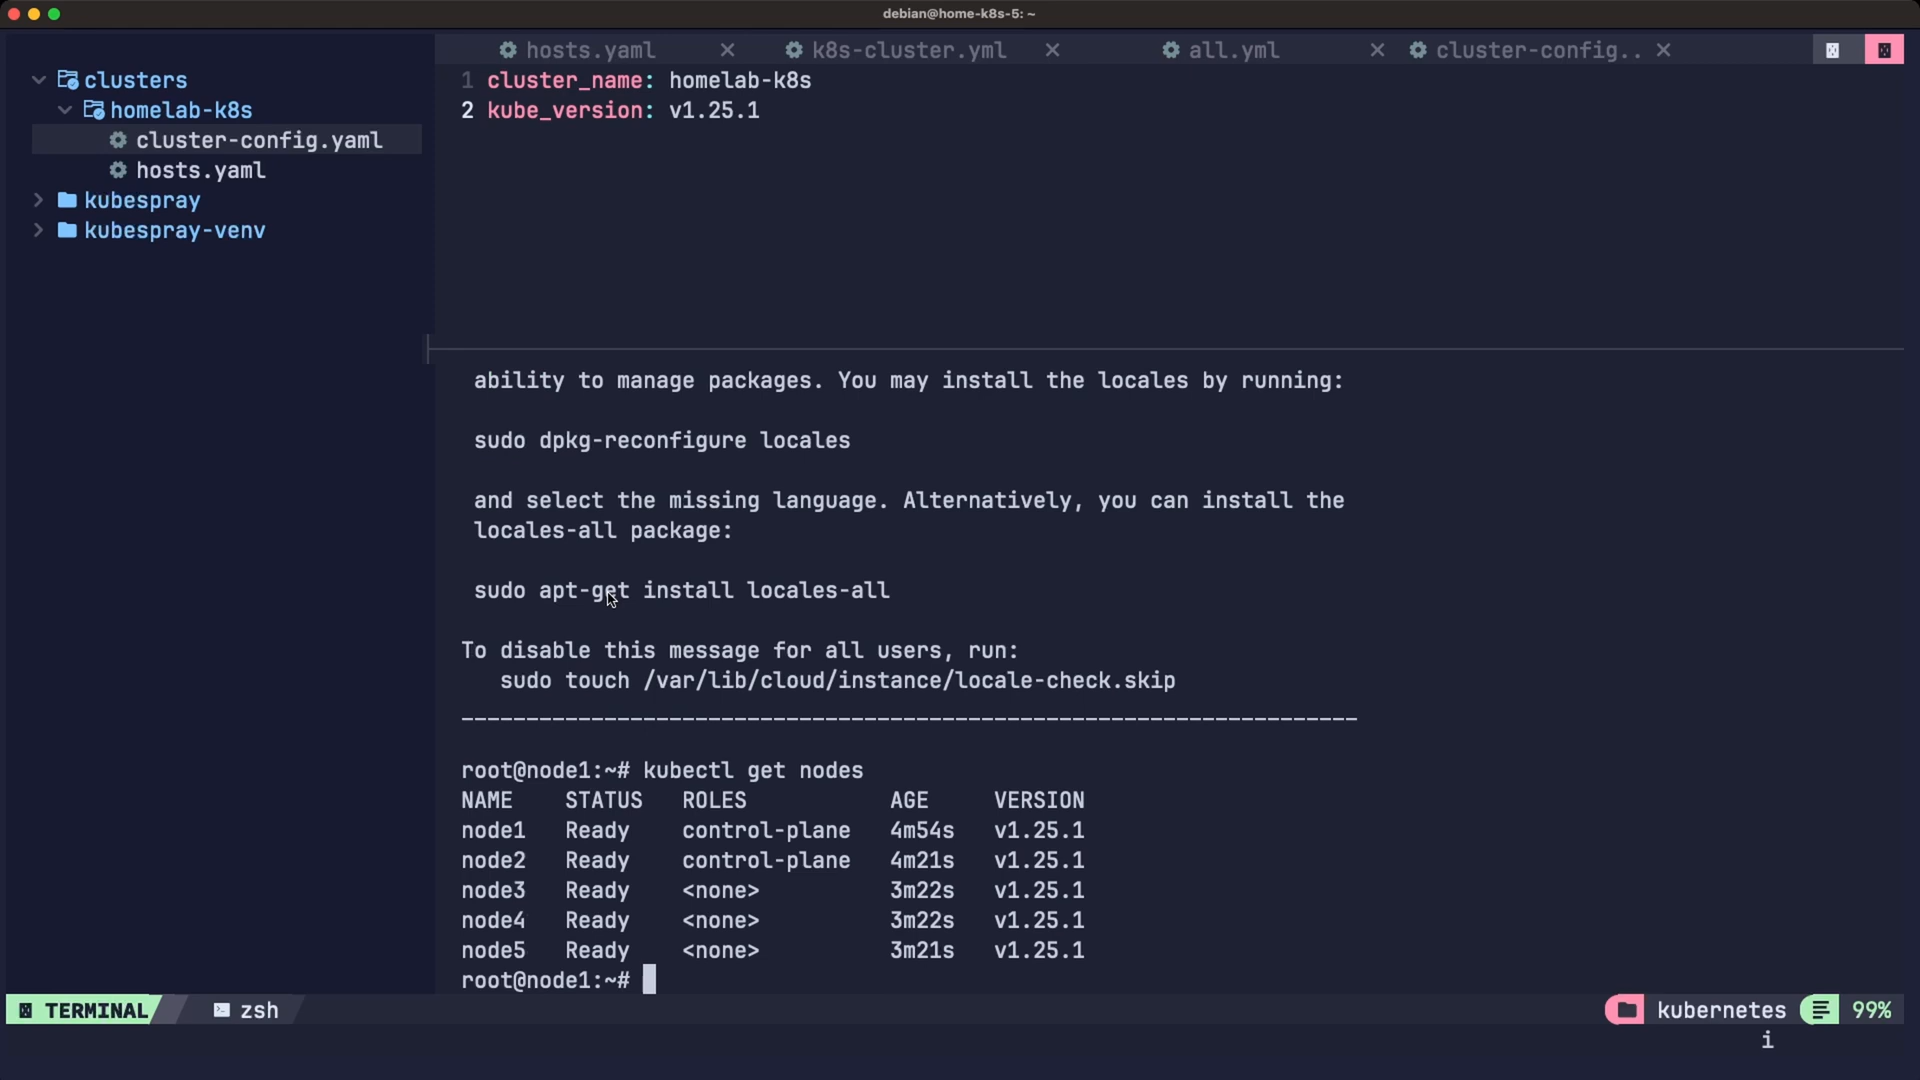 debian@home-k8s-5: ~
hosts.yaml
k8s-cluster.yml
all.yml
cluster-config..
clusters
homelab-k8s
cluster-config.yaml
hosts.yaml
kubespray
kubespray-venv
1 cluster_name: homelab-k8s
2 kube_version: v1.25.1
ability to manage packages. You may install the locales by running:
sudo dpkg-reconfigure locales
and select the missing language. Alternatively, you can install the
locales-all package:
sudo apt-get install locales-all
To disable this message for all users, run:
sudo touch /var/lib/cloud/instance/locale-check.skip
---------------------------------------------------------------------
root@node1:~# kubectl get nodes
NAME STATUS ROLES AGE VERSION
node1 Ready control-plane 4m54s v1.25.1
node2 Ready control-plane 4m21s v1.25.1
node3 Ready <none> 3m22s v1.25.1
node4 Ready <none> 3m22s v1.25.1
node5 Ready <none> 3m21s v1.25.1
root@node1:~#
TERMINAL
zsh
kubernetes
99%
i